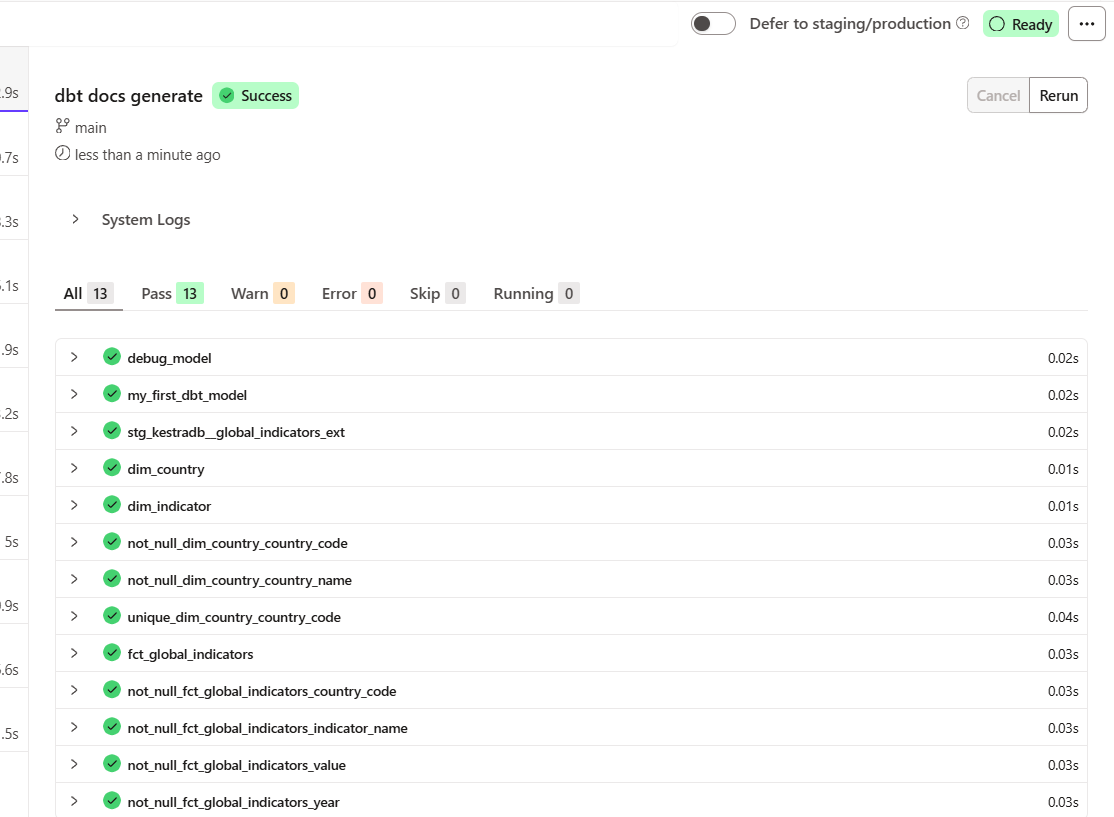 Defer to staging/production
Ready
.9s
dbt docs generate Success
Cancel Rerun
main
less than a minute ago
.7s
.3s
System Logs
.1s
All 13 Pass 13 Warn 0 Error 0 Skip 0 Running 0
.9s
debug_model 0.02s
my_first_dbt_model 0.02s
.2s
stg_kestradb__global_indicators_ext 0.02s
dim_country 0.01s
.8s
dim_indicator 0.01s
5s
not_null_dim_country_country_code 0.03s
not_null_dim_country_country_name 0.03s
.9s
unique_dim_country_country_code 0.04s
fct_global_indicators 0.03s
.6s
not_null_fct_global_indicators_country_code 0.03s
not_null_fct_global_indicators_indicator_name 0.03s
.5s
not_null_fct_global_indicators_value 0.03s
not_null_fct_global_indicators_year 0.03s